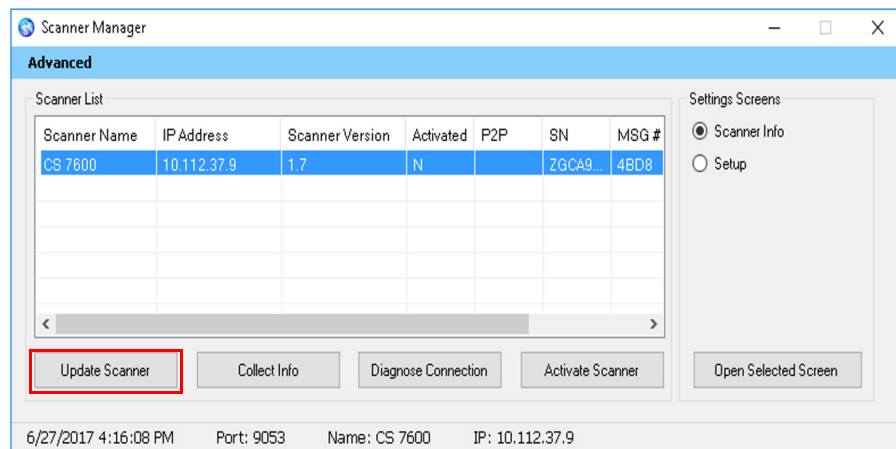 Scanner Manager
Advanced
Scanner List
Settings Screens
Scanner Name IP Address Scanner Version Activated P2P SN MSG #
CS 7600 10.112.37.9 1.7 N ZGCA9... 4BD8
Scanner Info
Setup
Update Scanner Collect Info Diagnose Connection Activate Scanner Open Selected Screen
6/27/2017 4:16:08 PM Port: 9053 Name: CS 7600 IP: 10.112.37.9